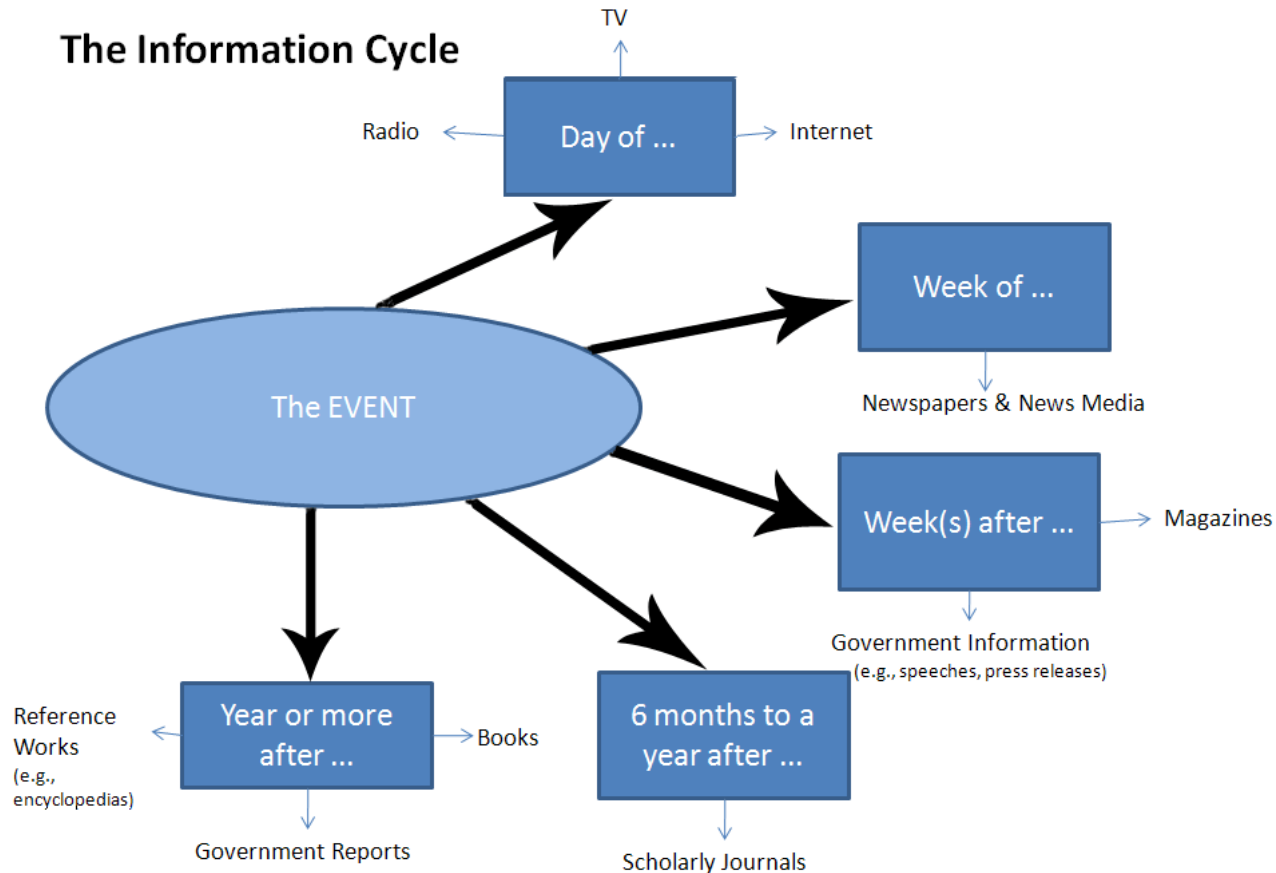 The Information Cycle
TV
Radio
Day of ...
Internet
Week of ...
Newspapers & News Media
The EVENT
Week(s) after ...
Magazines
Government Information
(e.g., speeches, press releases)
6 months to a
year after ...
Scholarly Journals
Year or more
after ...
Reference
Works
(e.g.,
encyclopedias)
Books
Government Reports